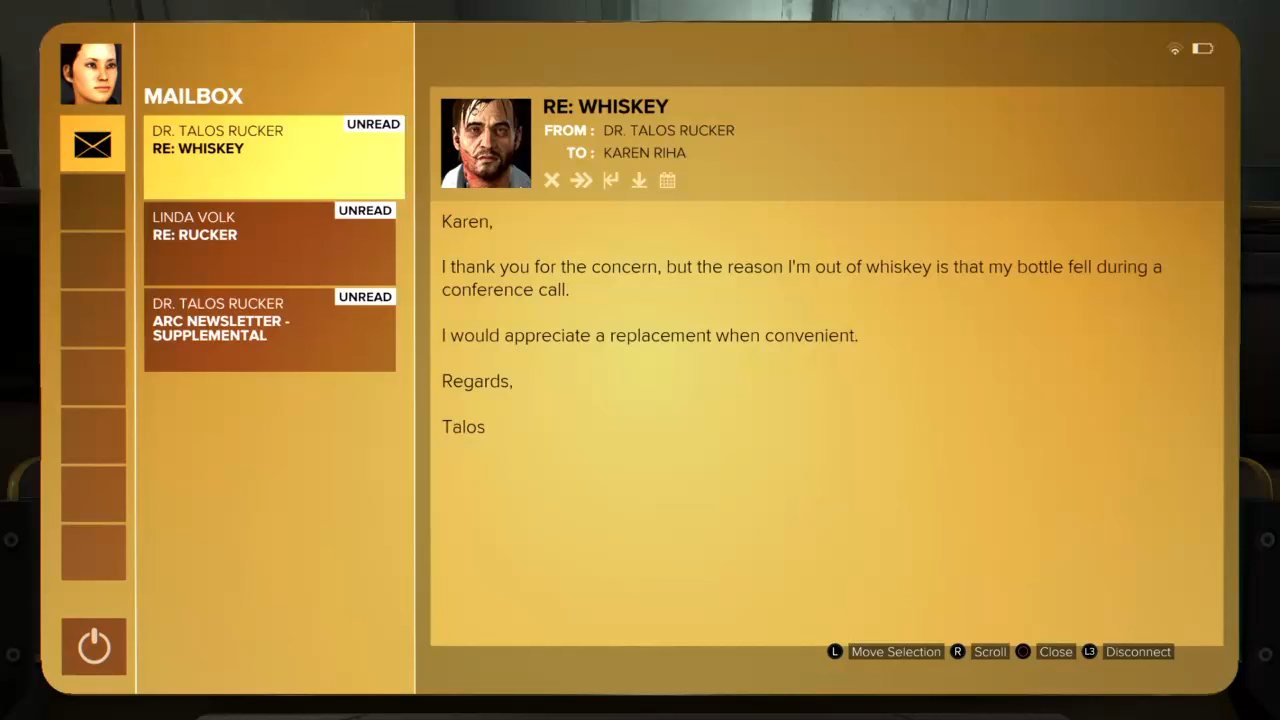 MAILBOX
DR. TALOS RUCKER
UNREAD
RE: WHISKEY
LINDA VOLK
UNREAD
RE: RUCKER
DR. TALOS RUCKER
UNREAD
ARC NEWSLETTER -
SUPPLEMENTAL
RE: WHISKEY
FROM : DR. TALOS RUCKER
TO : KAREN RIHA
Karen,
I thank you for the concern, but the reason I'm out of whiskey is that my bottle fell during a
conference call.
I would appreciate a replacement when convenient.
Regards,
Talos
L Move Selection R Scroll Close L3 Disconnect